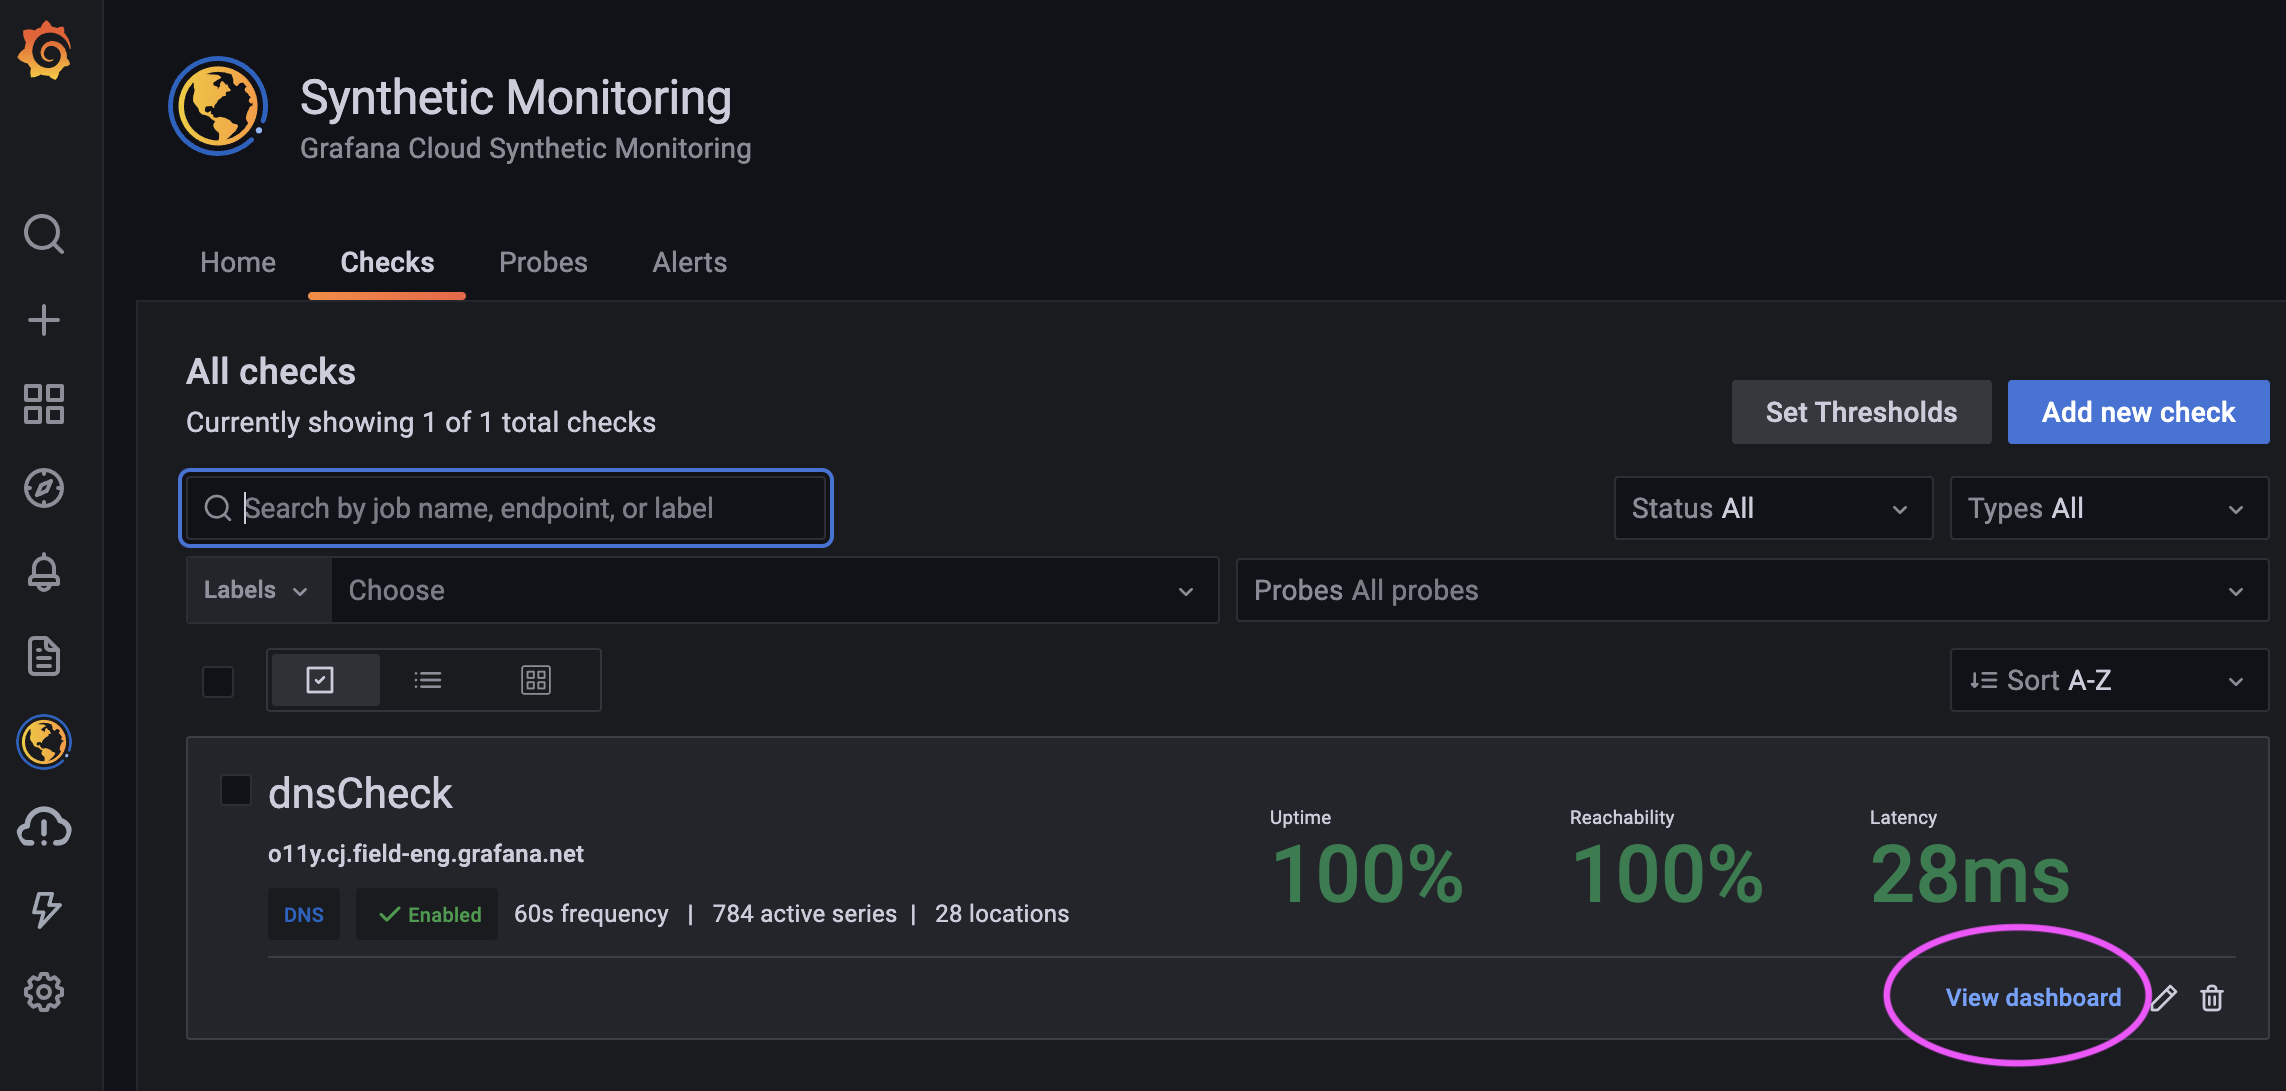 Synthetic Monitoring
Grafana Cloud Synthetic Monitoring
Home Checks Probes Alerts
All checks
Currently showing 1 of 1 total checks
Set Thresholds Add new check
Search by job name, endpoint, or label
Status All Types All
Labels Choose Probes All probes
Sort A-Z
dnsCheck
o11y.cj.field-eng.grafana.net
DNS Enabled 60s frequency | 784 active series | 28 locations
Uptime Reachability Latency
100% 100% 28ms
View dashboard